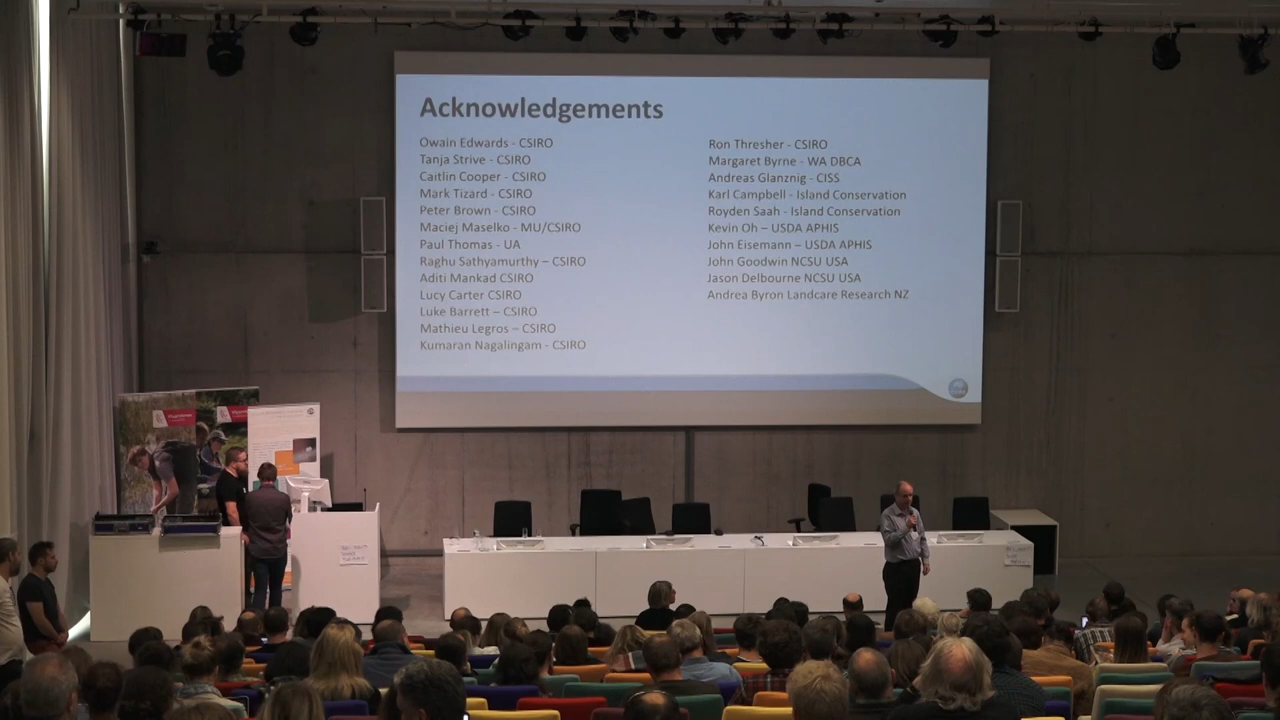 Acknowledgements
Owain Edwards - CSIRO
Tanja Strive - CSIRO
Caitlin Cooper - CSIRO
Mark Tizard - CSIRO
Peter Brown - CSIRO
Maciej Maselko - MU/CSIRO
Paul Thomas - UA
Raghu Sathyamurthy – CSIRO
Aditi Mankad CSIRO
Lucy Carter CSIRO
Luke Barrett – CSIRO
Mathieu Legros – CSIRO
Kumaran Nagalingam - CSIRO
Ron Thresher - CSIRO
Margaret Byrne - WA DBCA
Andreas Glanznig - CISS
Karl Campbell - Island Conservation
Royden Saah - Island Conservation
Kevin Oh – USDA APHIS
John Eisemann – USDA APHIS
John Goodwin NCSU USA
Jason Delbourne NCSU USA
Andrea Byron Landcare Research NZ